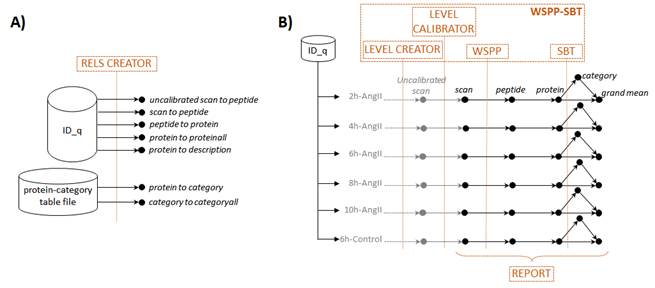 A)
RELS CREATOR
ID_q
uncalibrated scan to peptide
scan to peptide
peptide to protein
protein to proteinall
protein to description
protein-category
table file
protein to category
category to categoryall
B)
WSPP-SBT
LEVEL
CALIBRATOR
ID_q
LEVEL CREATOR
WSPP
SBT
Uncalibrated
scan
scan
peptide
protein
category
grand mean
2h-AngII
4h-AngII
6h-AngII
8h-AngII
10h-AngII
6h-Control
REPORT